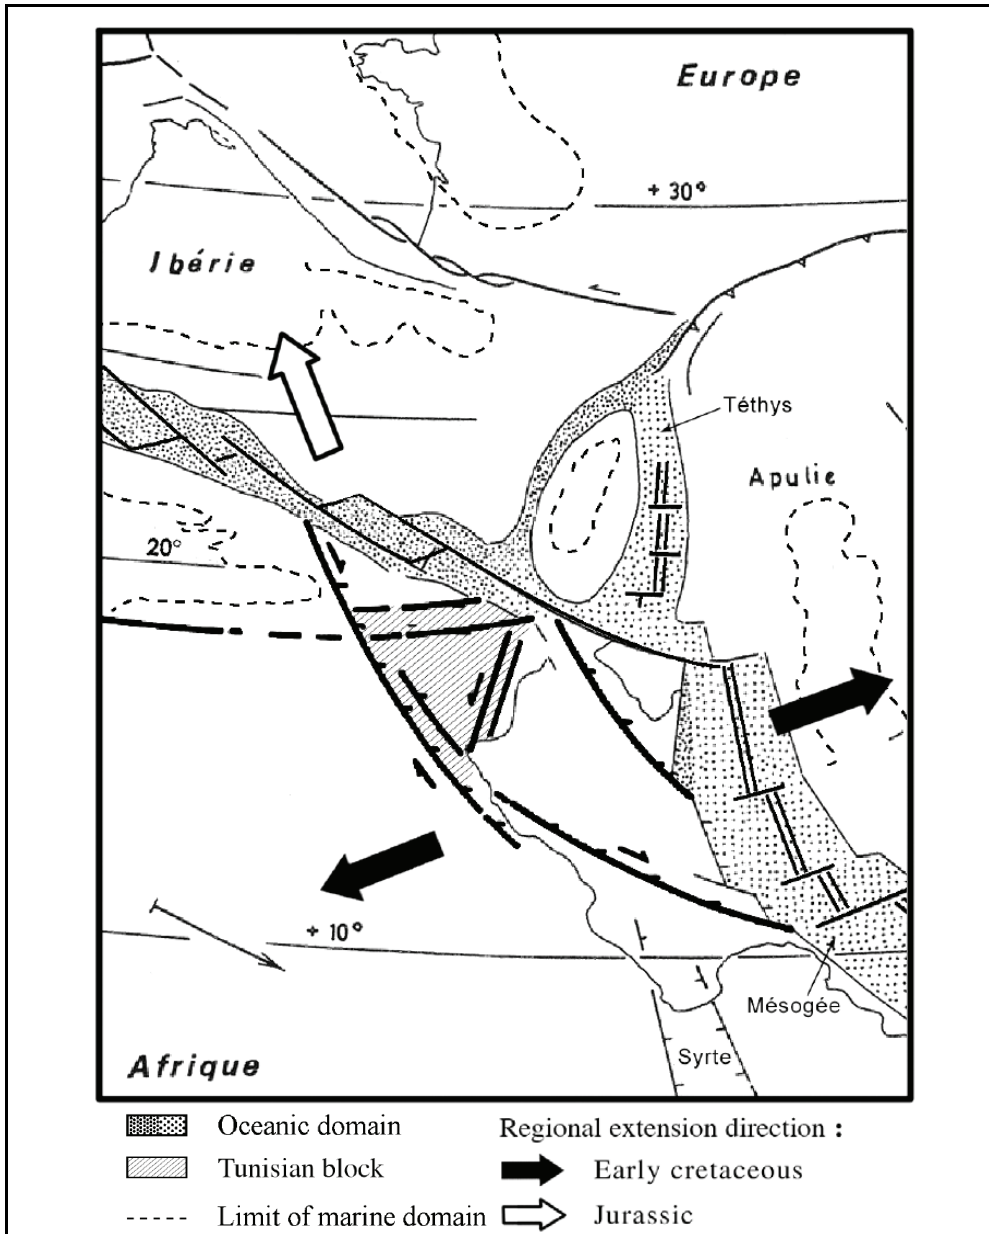 Europe
+ 30°
Ibérie
Téthys
Apulie
20°
+ 10°
Mésogée
Syrte
Afrique
Oceanic domain
Tunisian block
Limit of marine domain
Regional extension direction :
Early cretaceous
Jurassic